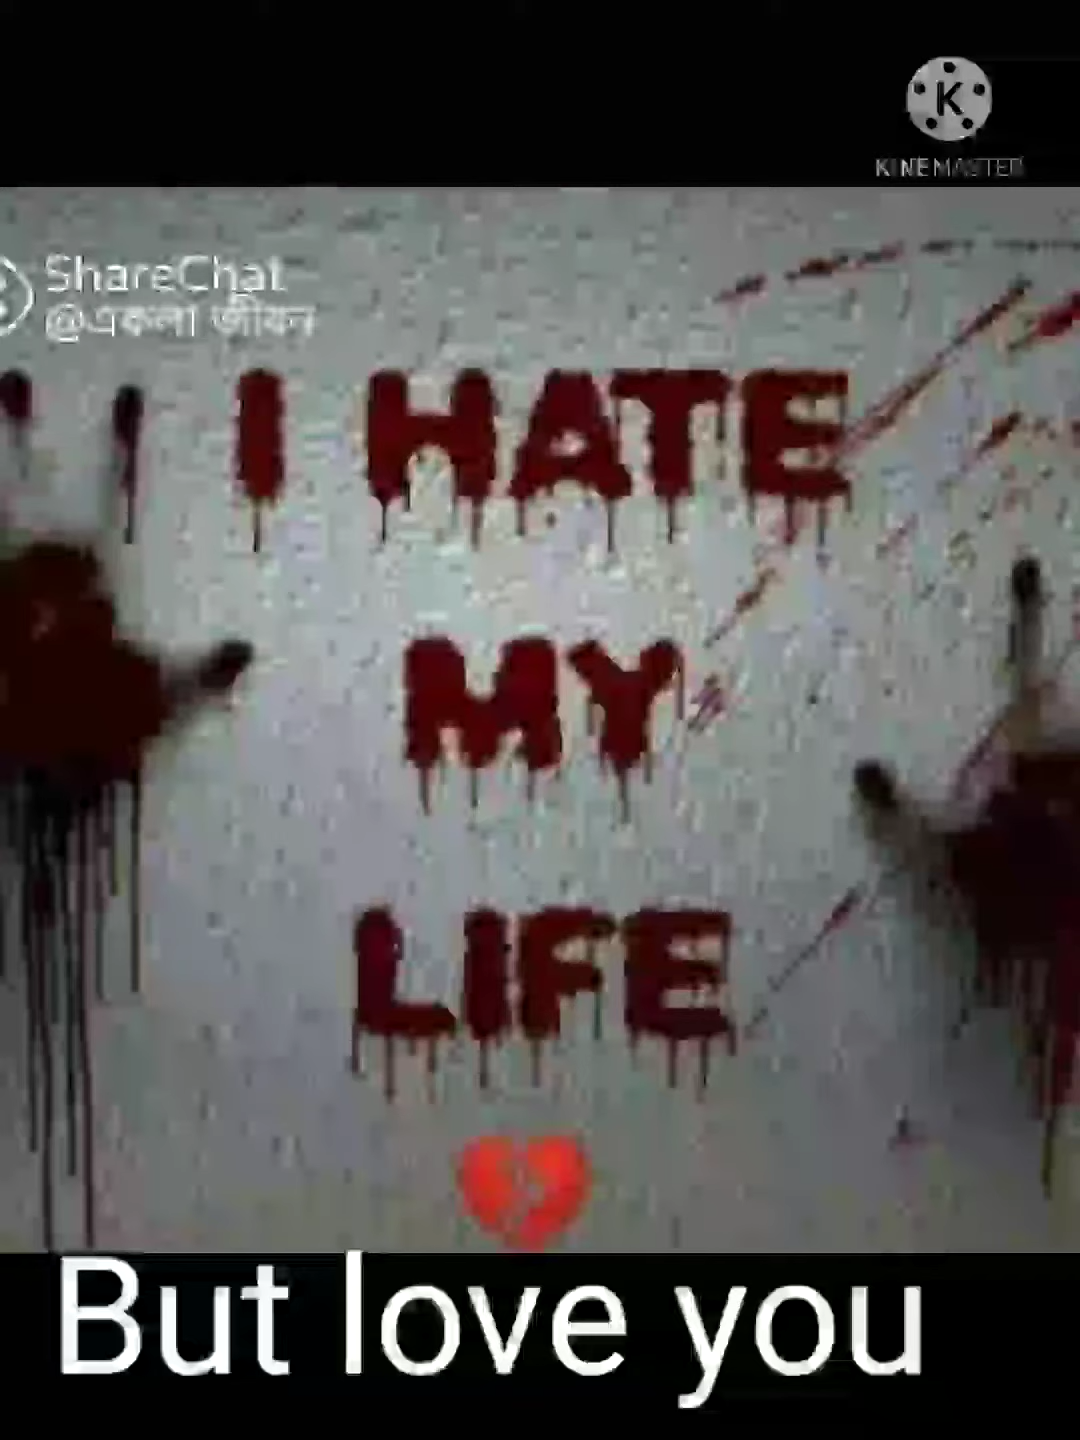 K
KINEMASTER
ShareChat
@একলা জীবন
I HATE
MY
LIFE
But love you